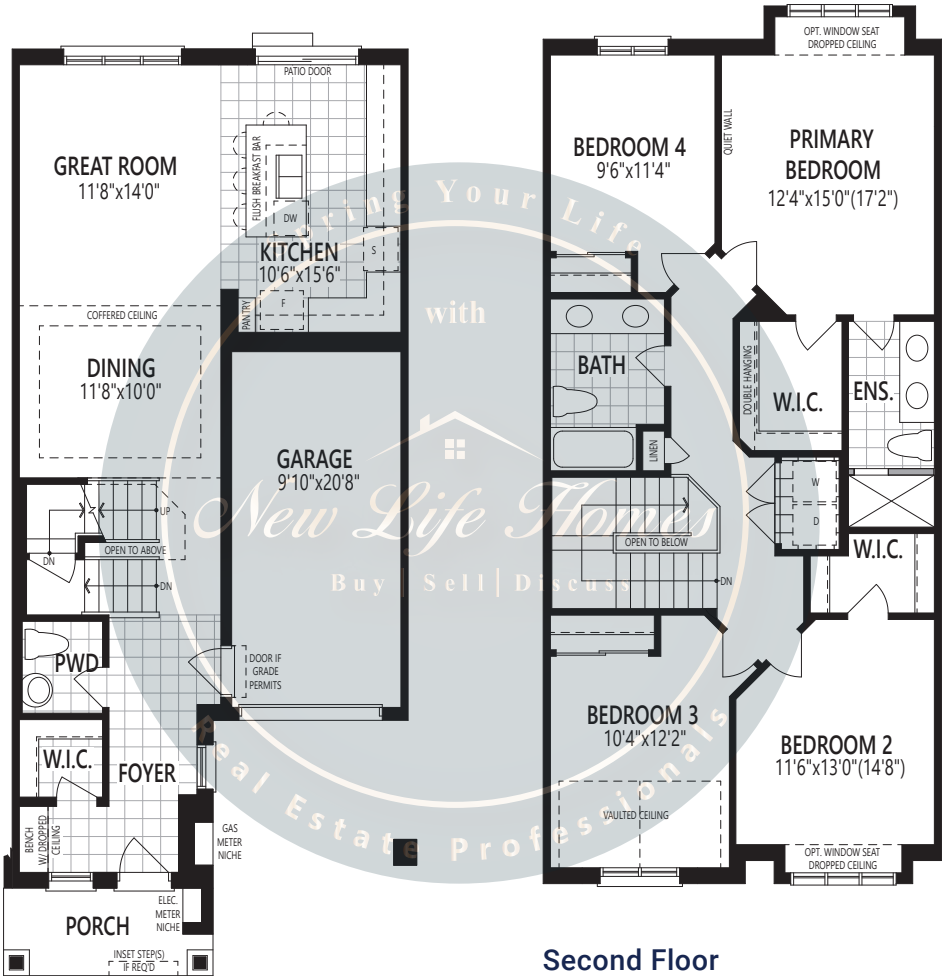 PATIO DOOR
GREAT ROOM
11'8"x14'0"
FLUSH BREAKFAST BAR
DW
KITCHEN
10'6"x15'6"
S
PANTRY
F
COFFERED CEILING
DINING
11'8"x10'0"
GARAGE
9'10"x20'8"
UP
OPEN TO ABOVE
DN
DN
PWD
DOOR IF
GRADE
PERMITS
W.I.C.
FOYER
BENCH
W/ DROPPED
CEILING
GAS
METER
NICHE
ELEC.
METER
NICHE
PORCH
INSET STEP(S)
IF REQ'D
OPT. WINDOW SEAT
DROPPED CEILING
BEDROOM 4
9'6"x11'4"
QUIET WALL
PRIMARY
BEDROOM
12'4"x15'0"(17'2")
BATH
LINEN
DOUBLE HANGING
W.I.C.
ENS.
W
D
OPEN TO BELOW
DN
W.I.C.
BEDROOM 3
10'4"x12'2"
VAULTED CEILING
BEDROOM 2
11'6"x13'0"(14'8")
OPT. WINDOW SEAT
DROPPED CEILING
Second Floor
Bring Your Life
with
New Life Homes
Buy | Sell | Discuss
Real Estate Professionals